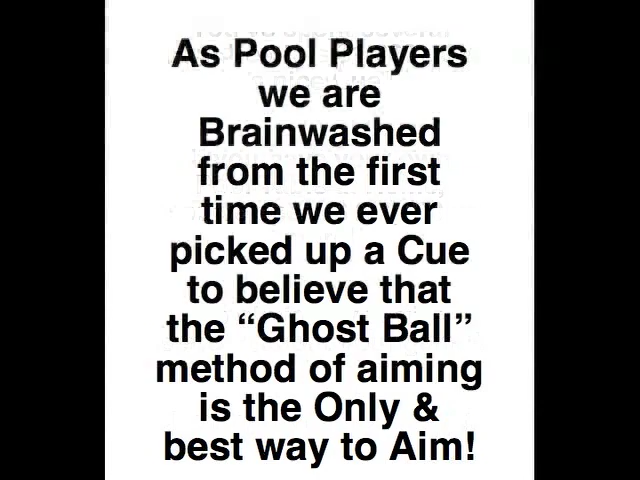 As Pool Players
we are
Brainwashed
from the first
time we ever
picked up a Cue
to believe that
the “Ghost Ball”
method of aiming
is the Only &
best way to Aim!